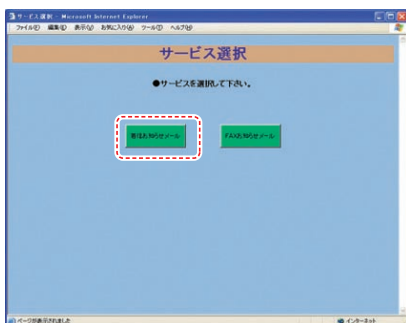 サービス選択 - Microsoft Internet Explorer
ファイル(F) 編集(E) 表示(V) お気に入り(A) ツール(T) ヘルプ(H)
サービス選択
●サービスを選択して下さい。
着信お知らせメール FAXお知らせメール
ページが表示されました インターネット